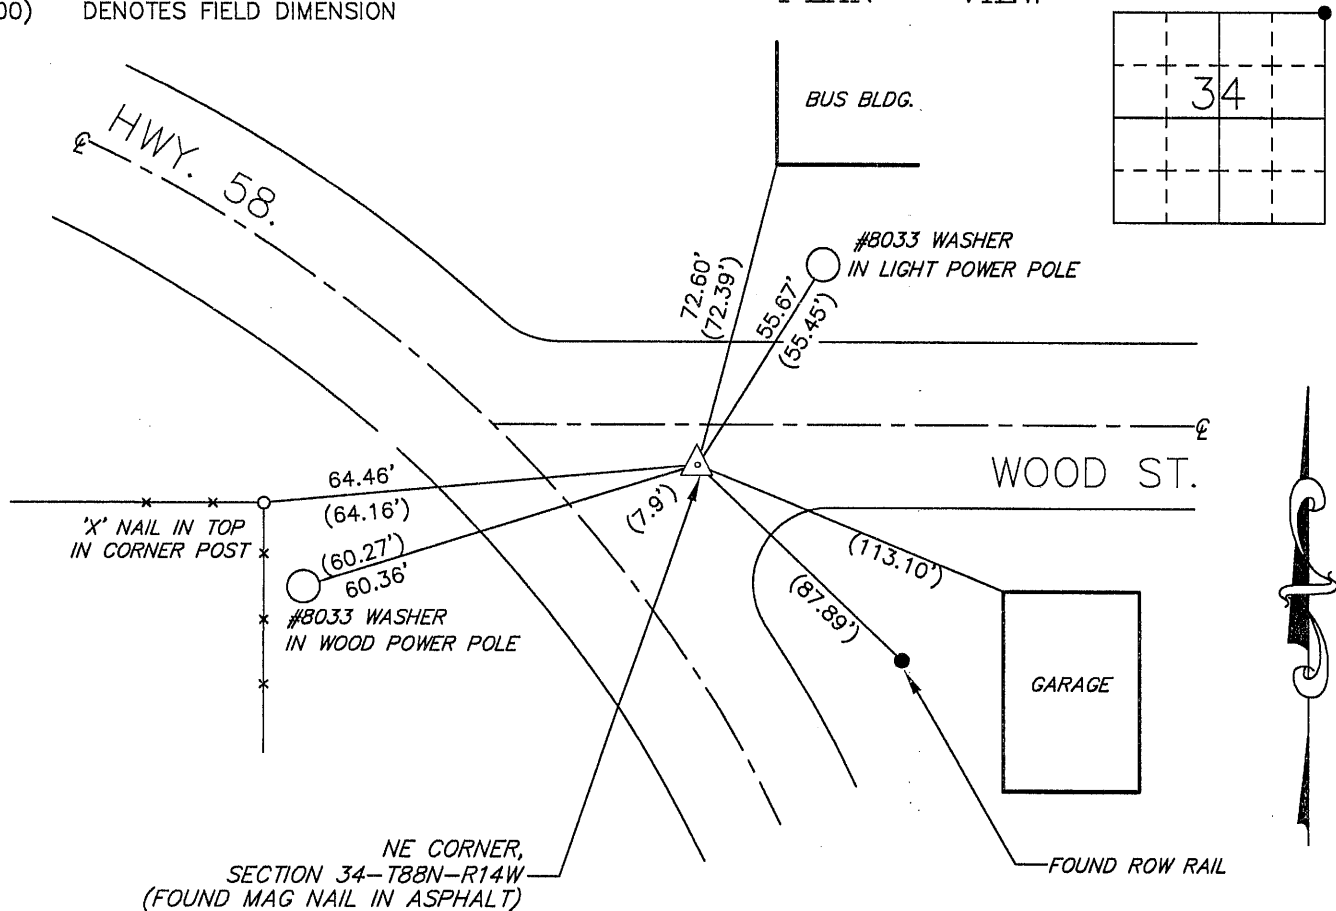 00) DENOTES FIELD DIMENSION
PLAN VIEW
34
BUS BLDG.
HWY. 58.
℄
#8033 WASHER
IN LIGHT POWER POLE
72.60'
(72.39')
55.67'
(55.45')
℄
WOOD ST.
64.46'
(64.16')
'X' NAIL IN TOP
IN CORNER POST
(7.9')
(60.27')
60.36'
#8033 WASHER
IN WOOD POWER POLE
(113.10')
(87.89')
GARAGE
NE CORNER,
SECTION 34-T88N-R14W
(FOUND MAG NAIL IN ASPHALT)
FOUND ROW RAIL